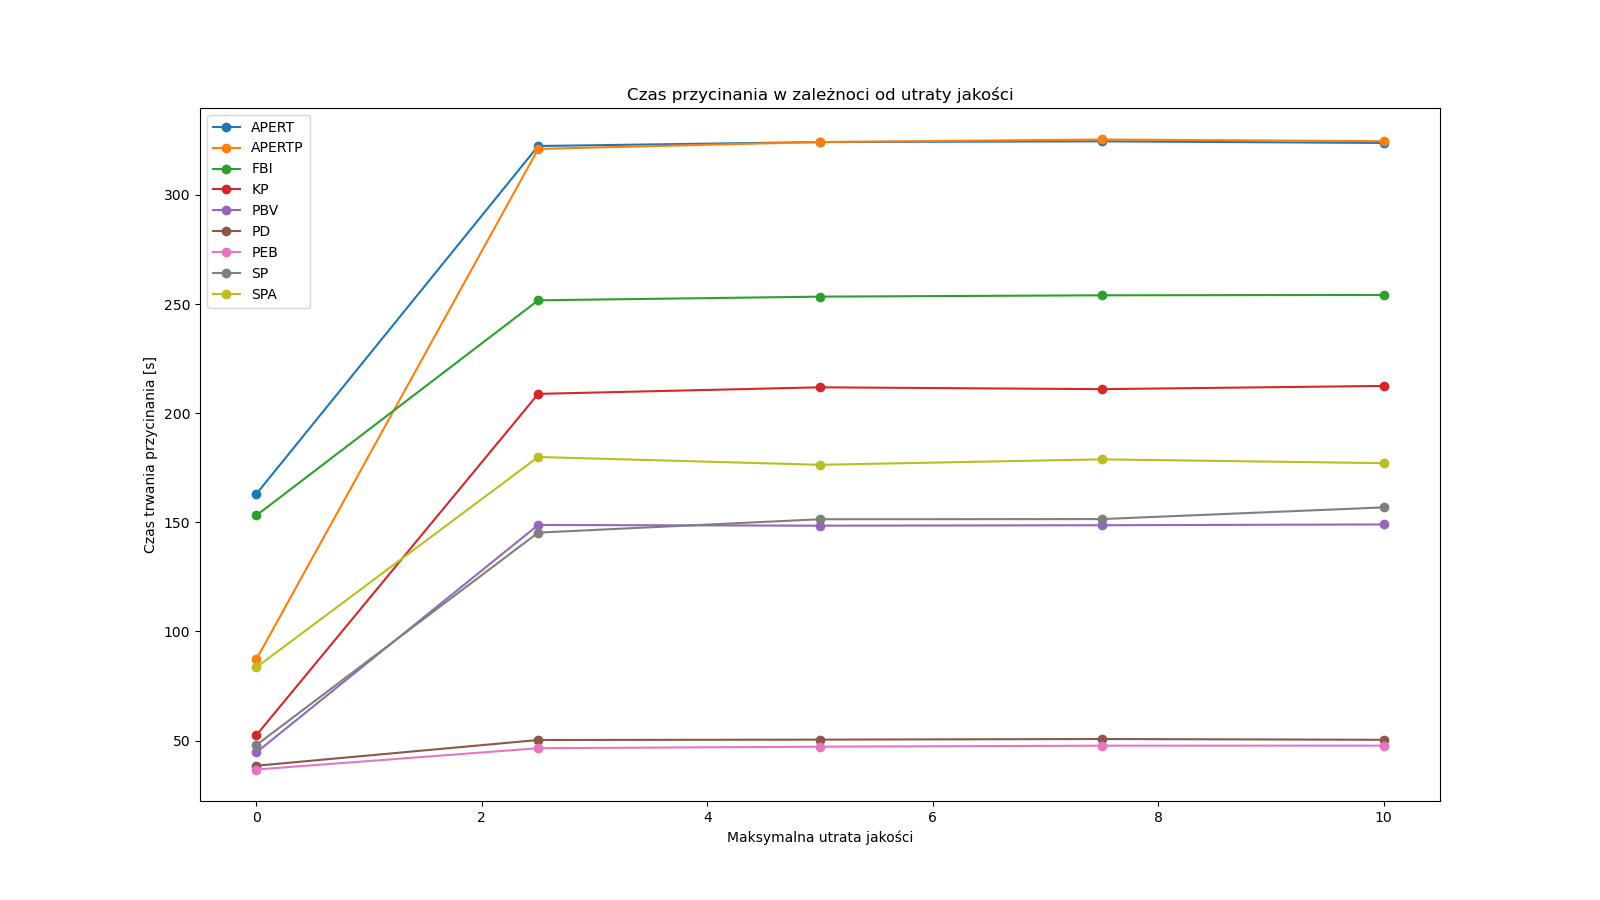 Czas przycinania w zależnoci od utraty jakości
APERT
APERTP
FBI
KP
PBV
PD
PEB
SP
SPA
Czas trwania przycinania [s]
300
250
200
150
100
50
0 2 4 6 8 10
Maksymalna utrata jakości